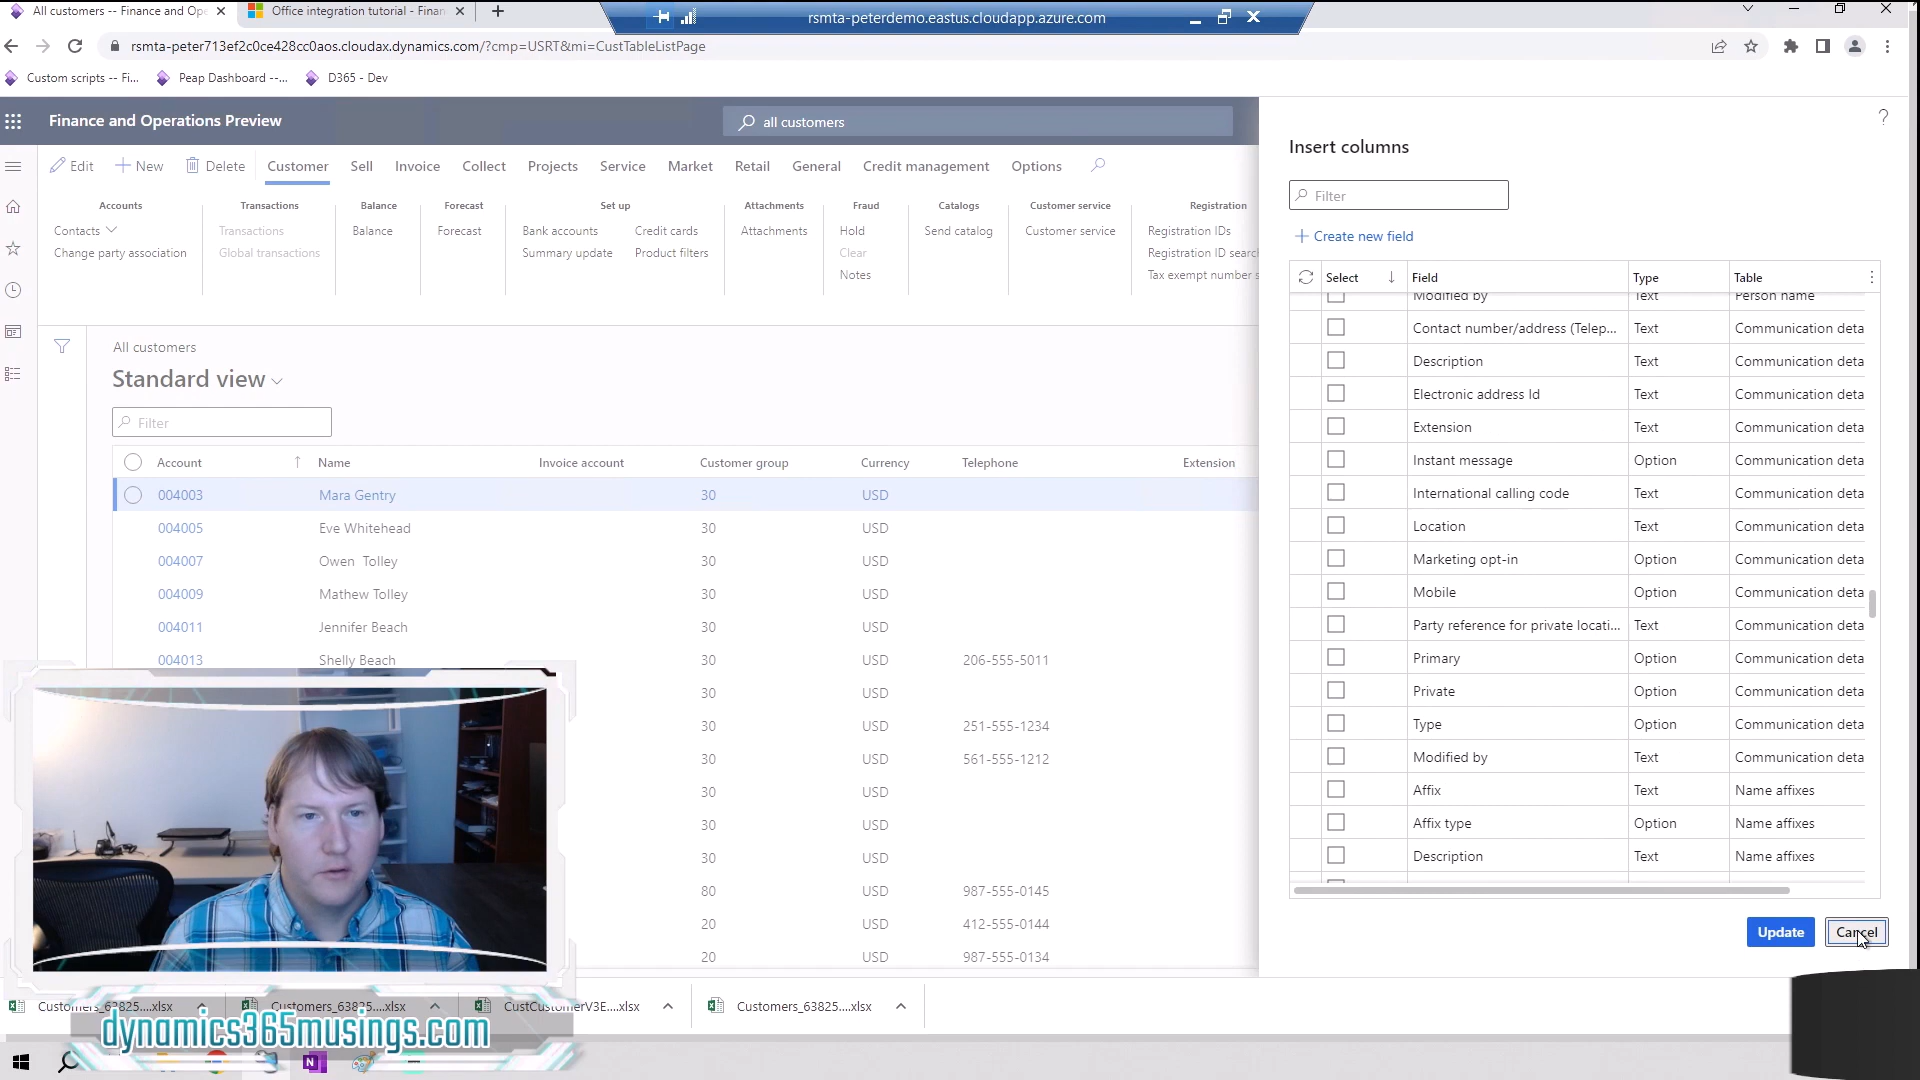 All customers -- Finance and Ope
Office integration tutorial - Finan
rsmta-peterdemo.eastus.cloudapp.azure.com
rsmta-peter713ef2c0ce428cc0aos.cloudax.dynamics.com/?cmp=USRT&mi=CustTableListPage
Custom scripts -- Fi... Peap Dashboard --... D365 - Dev
Finance and Operations Preview
all customers
Edit New Delete Customer Sell Invoice Collect Projects Service Market Retail General Credit management Options
Accounts Transactions Balance Forecast Set up Attachments Fraud Catalogs Customer service Registration
Contacts Transactions Balance Forecast Bank accounts Credit cards Attachments Hold Send catalog Customer service Registration IDs
Change party association Global transactions Summary update Product filters Clear Registration ID searc
Notes Tax exempt number s
All customers
Standard view
Filter
Account Name Invoice account Customer group Currency Telephone Extension
004003 Mara Gentry 30 USD
004005 Eve Whitehead 30 USD
004007 Owen Tolley 30 USD
004009 Mathew Tolley 30 USD
004011 Jennifer Beach 30 USD
004013 Shelly Beach 30 USD 206-555-5011
30 USD
30 USD 251-555-1234
30 USD 561-555-1212
30 USD
30 USD
30 USD
80 USD 987-555-0145
20 USD 412-555-0144
20 USD 987-555-0134
?
Insert columns
Filter
Create new field
Select Field Type Table
Modified by Text Person name
Contact number/address (Telep... Text Communication deta
Description Text Communication deta
Electronic address Id Text Communication deta
Extension Text Communication deta
Instant message Option Communication deta
International calling code Text Communication deta
Location Text Communication deta
Marketing opt-in Option Communication deta
Mobile Option Communication deta
Party reference for private locati... Text Communication deta
Primary Option Communication deta
Private Option Communication deta
Type Option Communication deta
Modified by Text Communication deta
Affix Text Name affixes
Affix type Option Name affixes
Description Text Name affixes
Update Cancel
Customers_63825....xlsx Customers_63825....xlsx CustCustomerV3E....xlsx Customers_63825....xlsx
dynamics365musings.com